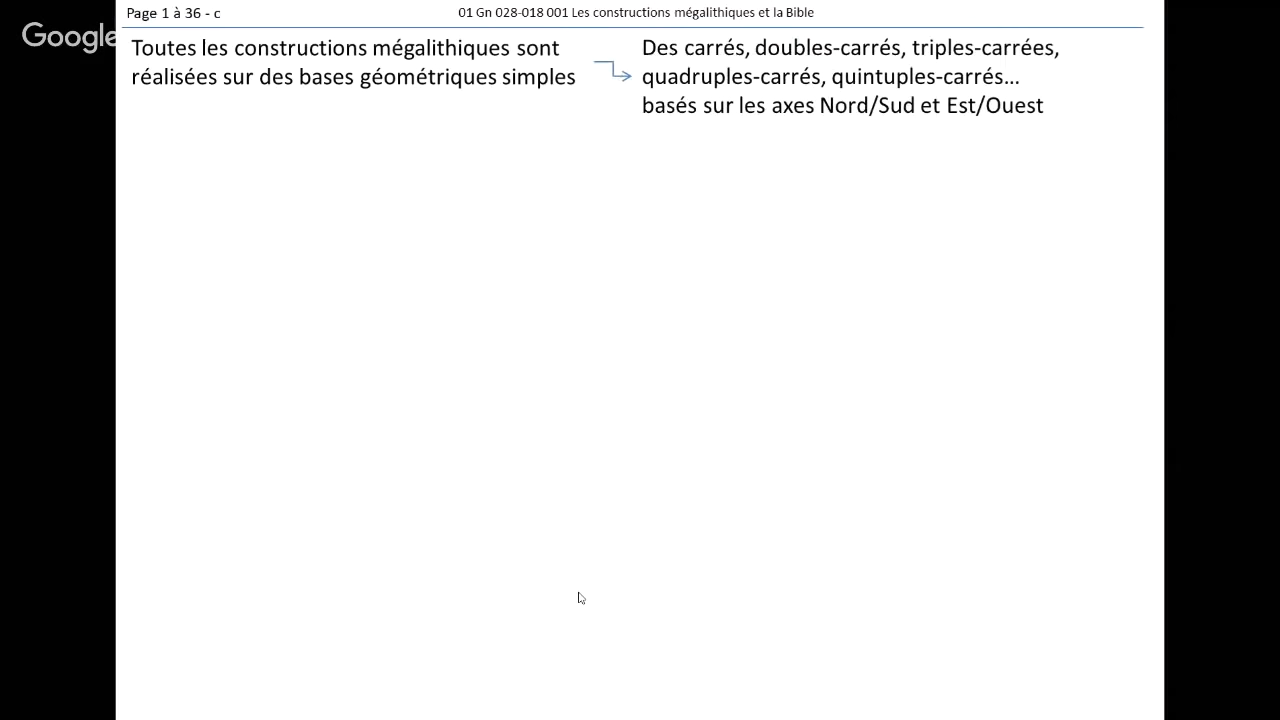 Page 1 à 36 - c
01 Gn 028-018 001 Les constructions mégalithiques et la Bible
Google
Toutes les constructions mégalithiques sont
réalisées sur des bases géométriques simples
Des carrés, doubles-carrés, triples-carrées,
quadruples-carrés, quintuples-carrés...
basés sur les axes Nord/Sud et Est/Ouest